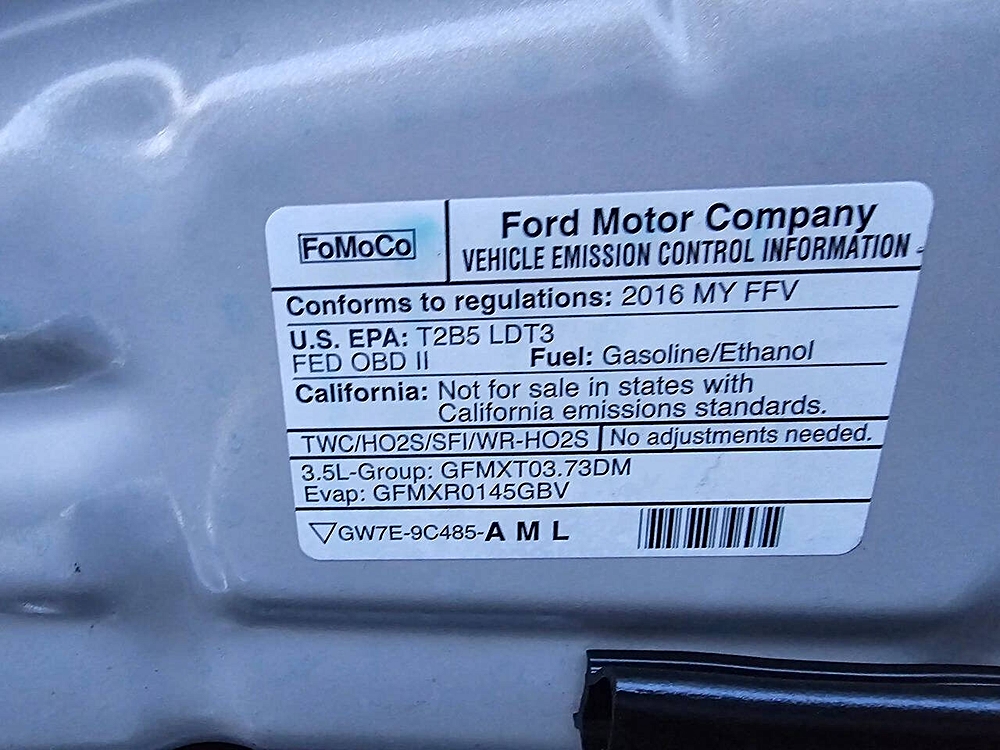 FoMoCo
Ford Motor Company
VEHICLE EMISSION CONTROL INFORMATION
Conforms to regulations: 2016 MY FFV
U.S. EPA: T2B5 LDT3
FED OBD II Fuel: Gasoline/Ethanol
California: Not for sale in states with
California emissions standards.
TWC/HO2S/SFI/WR-HO2S No adjustments needed.
3.5L-Group: GFMXT03.73DM
Evap: GFMXR0145GBV
GW7E-9C485-A M L